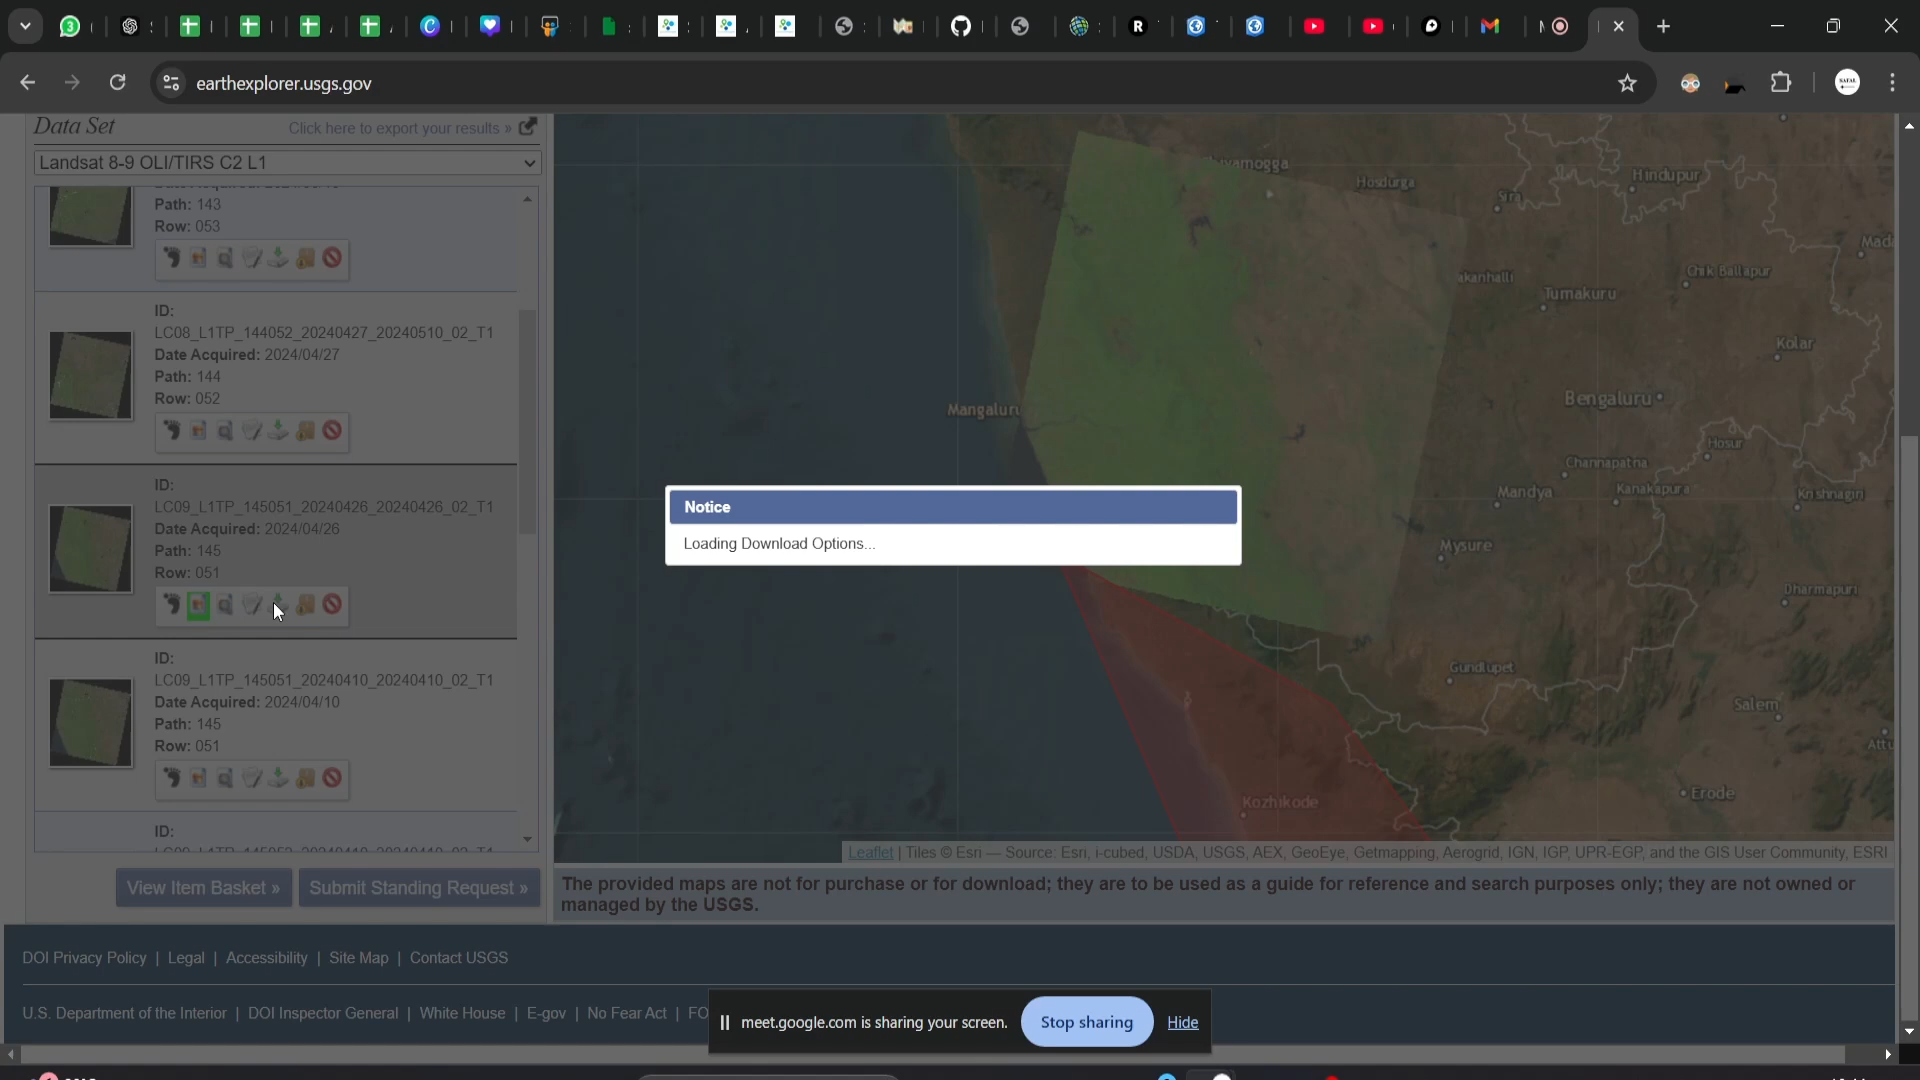 earthexplorer.usgs.gov
Data Set
Click here to export your results »
Landsat 8-9 OLI/TIRS C2 L1
Path: 143
Row: 053
ID:
LC08_L1TP_144052_20240427_20240510_02_T1
Date Acquired: 2024/04/27
Path: 144
Row: 052
ID:
LC09_L1TP_145051_20240426_20240426_02_T1
Date Acquired: 2024/04/26
Path: 145
Row: 051
ID:
LC09_L1TP_145051_20240410_20240410_02_T1
Date Acquired: 2024/04/10
Path: 145
Row: 051
ID:
View Item Basket »
Submit Standing Request »
Hosdurga
Sira
Hindupur
Chik Ballapur
Tumakuru
Kolar
Mangaluru
Bengaluru
Hosur
Channapatna
Mandya
Kanakapura
Krishnagiri
Mysure
Dharmapuri
Gundlupet
Salem
Erode
Kozhikode
Notice
Loading Download Options...
Leaflet | Tiles © Esri — Source: Esri, i-cubed, USDA, USGS, AEX, GeoEye, Getmapping, Aerogrid, IGN, IGP, UPR-EGP, and the GIS User Community, ESRI
The provided maps are not for purchase or for download; they are to be used as a guide for reference and search purposes only; they are not owned or
managed by the USGS.
DOI Privacy Policy | Legal | Accessibility | Site Map | Contact USGS
U.S. Department of the Interior | DOI Inspector General | White House | E-gov | No Fear Act | FO
meet.google.com is sharing your screen.
Stop sharing
Hide